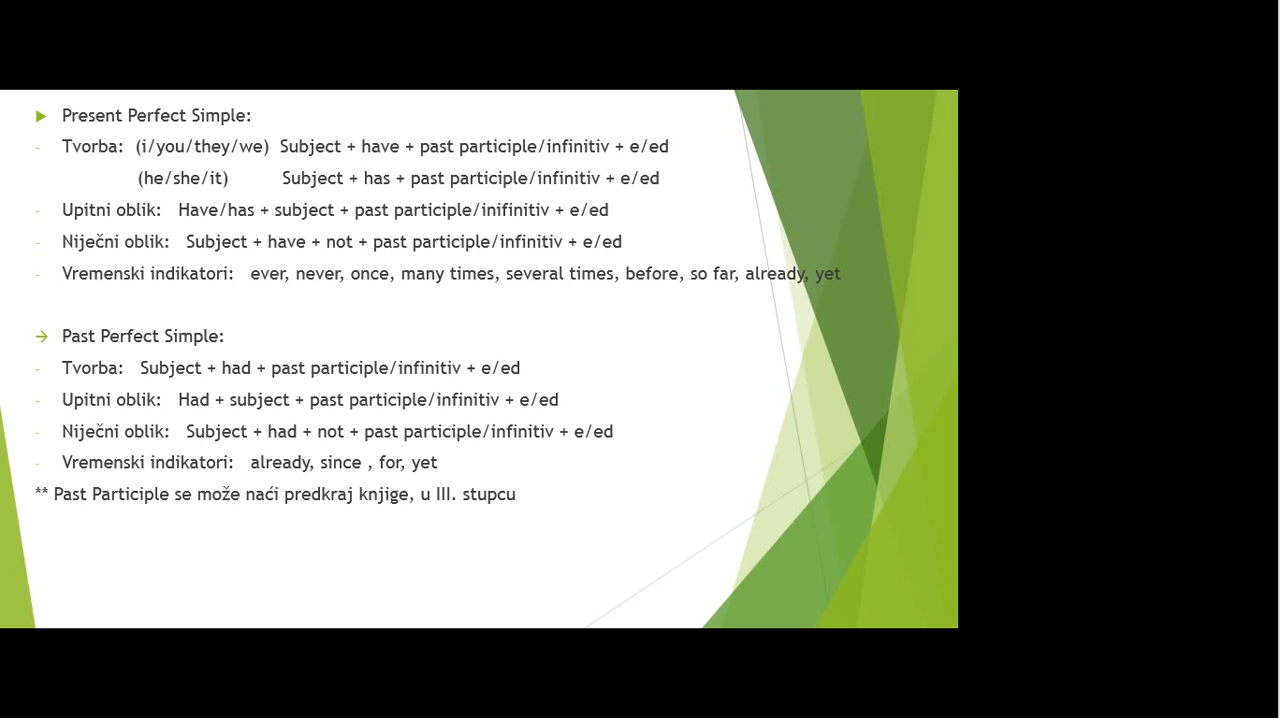 Present Perfect Simple:
- Tvorba: (i/you/they/we) Subject + have + past participle/infinitiv + e/ed
(he/she/it) Subject + has + past participle/infinitiv + e/ed
- Upitni oblik: Have/has + subject + past participle/inifinitiv + e/ed
- Niječni oblik: Subject + have + not + past participle/infinitiv + e/ed
- Vremenski indikatori: ever, never, once, many times, several times, before, so far, already, yet
→ Past Perfect Simple:
- Tvorba: Subject + had + past participle/infinitiv + e/ed
- Upitni oblik: Had + subject + past participle/infinitiv + e/ed
- Niječni oblik: Subject + had + not + past participle/infinitiv + e/ed
- Vremenski indikatori: already, since , for, yet
** Past Participle se može naći predkraj knjige, u III. stupcu